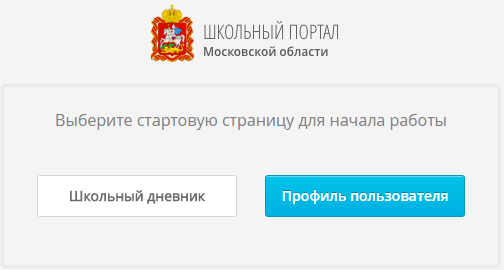 ШКОЛЬНЫЙ ПОРТАЛ
Московской области
Выберите стартовую страницу для начала работы
Школьный дневник
Профиль пользователя